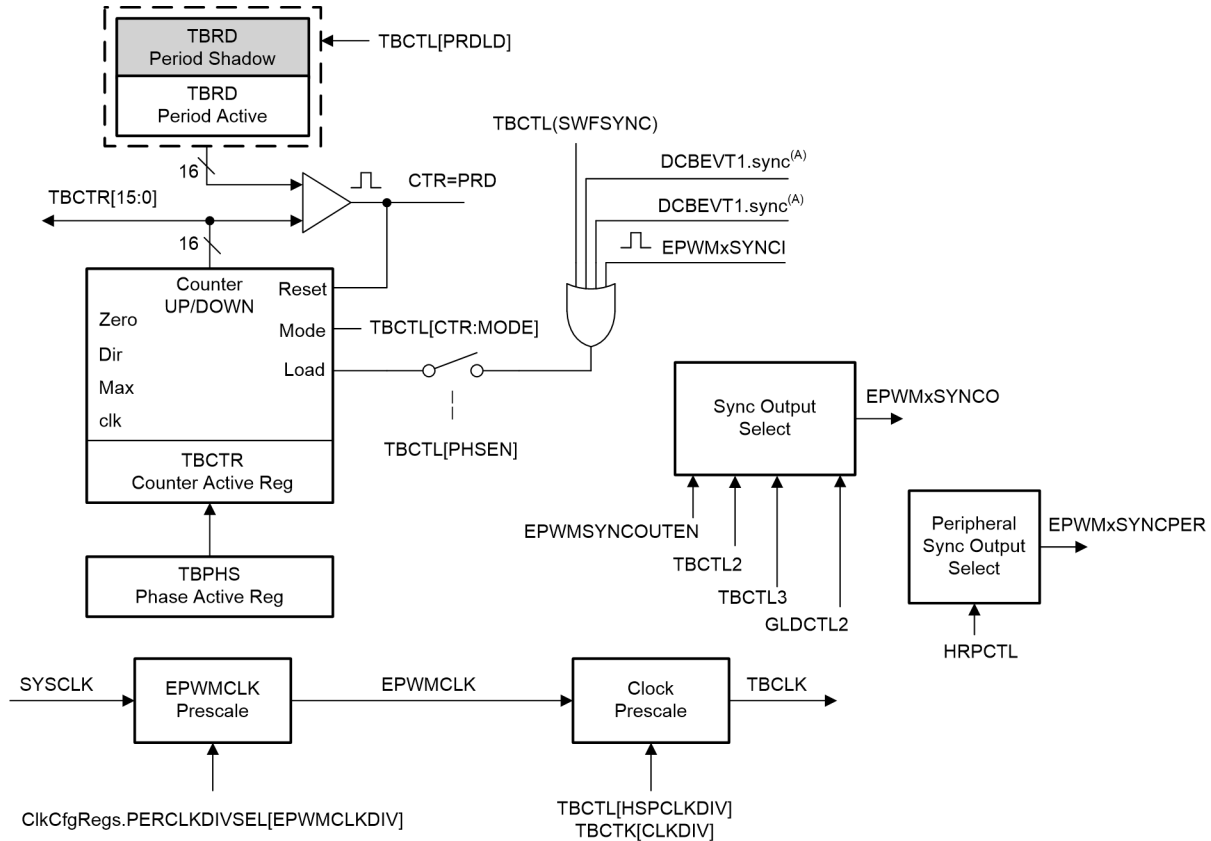 TBRD
Period Shadow
TBCTL[PRDLD]
TBRD
Period Active
TBCTL(SWFSYNC)
DCBEVT1.sync(A)
16
CTR=PRD
TBCTR[15:0]
DCBEVT1.sync(A)
16
EPWMxSYNCI
Counter
UP/DOWN
Reset
Zero
Mode
TBCTL[CTR:MODE]
Dir
Load
Max
clk
TBCTL[PHSEN]
TBCTR
Counter Active Reg
TBPHS
Phase Active Reg
Sync Output
Select
EPWMxSYNCO
EPWMSYNCOUTEN
TBCTL2
TBCTL3
GLDCTL2
Peripheral
Sync Output
Select
EPWMxSYNCPER
HRPCTL
SYSCLK
EPWMCLK
Prescale
EPWMCLK
Clock
Prescale
TBCLK
ClkCfgRegs.PERCLKDIVSEL[EPWMCLKDIV]
TBCTL[HSPCLKDIV]
TBCTK[CLKDIV]